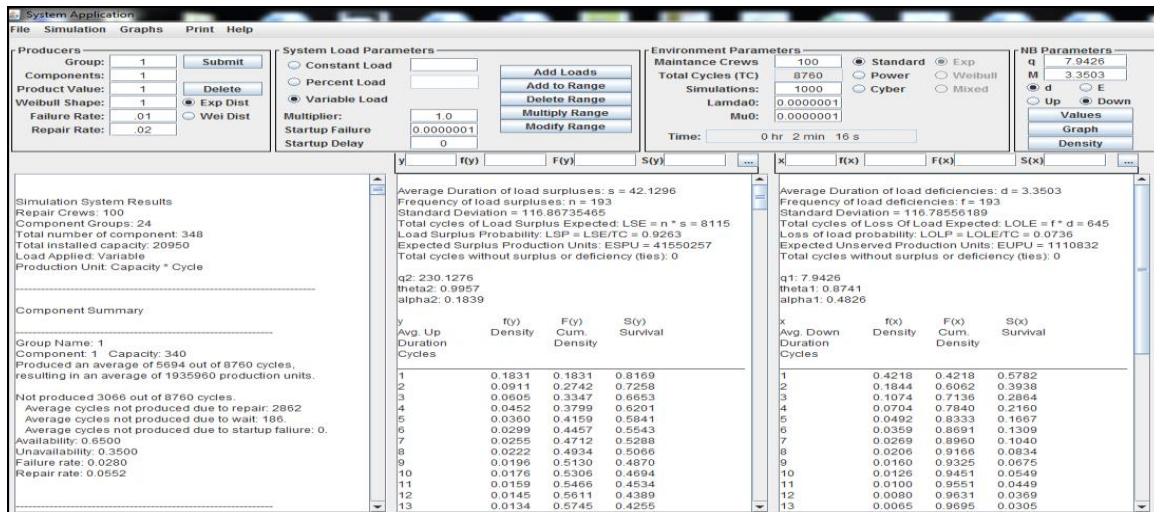 System Application
File Simulation Graphs Print Help
Producers
Group: 1 Submit
Components: 1
Product Value: 1 Delete
Weibull Shape: 1 Exp Dist
Failure Rate: .01 Wei Dist
Repair Rate: .02
System Load Parameters
Constant Load
Percent Load
Variable Load
Multiplier: 1.0
Startup Failure 0.0000001
Startup Delay 0
Add Loads
Add to Range
Delete Range
Multiply Range
Modify Range
Environment Parameters
Maintance Crews 100 Standard Exp
Total Cycles (TC) 8760 Power Weibull
Simulations: 1000 Cyber Mixed
Lamda0: 0.0000001
Mu0: 0.0000001
Time: 0 hr 2 min 16 s
NB Parameters
q 7.9426
M 3.3503
d E
Up Down
Values
Graph
Density
y f(y) F(y) S(y) ...
x f(x) F(x) S(x) ...
Simulation System Results
Repair Crews: 100
Component Groups: 24
Total number of component: 348
Total installed capacity: 20950
Load Applied: Variable
Production Unit: Capacity * Cycle
Component Summary
Group Name: 1
Component: 1 Capacity: 340
Produced an average of 5694 out of 8760 cycles,
resulting in an average of 1935960 production units.
Not produced 3066 out of 8760 cycles.
Average cycles not produced due to repair: 2862
Average cycles not produced due to wait: 186.
Average cycles not produced due to startup faliure: 0.
Availability: 0.6500
Unavailability: 0.3500
Failure rate: 0.0280
Repair rate: 0.0552
Average Duration of load surpluses: s = 42.1296
Frequency of load surpluses: n = 193
Standard Deviation = 116.86735465
Total cycles of Load Surplus Expected: LSE = n * s = 8115
Load Surplus Probability: LSP = LSE/TC = 0.9263
Expected Surplus Production Units: ESPU = 41550257
Total cycles without surplus or deficiency (ties): 0
q2: 230.1276
theta2: 0.9957
alpha2: 0.1839
y f(y) F(y) S(y)
Avg. Up Density Cum. Survival
Duration Density
Cycles
1 0.1831 0.1831 0.8169
2 0.0911 0.2742 0.7258
3 0.0605 0.3347 0.6653
4 0.0452 0.3799 0.6201
5 0.0360 0.4159 0.5841
6 0.0299 0.4457 0.5543
7 0.0255 0.4712 0.5288
8 0.0222 0.4934 0.5066
9 0.0196 0.5130 0.4870
10 0.0176 0.5306 0.4694
11 0.0159 0.5466 0.4534
12 0.0145 0.5611 0.4389
13 0.0134 0.5745 0.4255
Average Duration of load deficiencies: d = 3.3503
Frequency of load deficiencies: f = 193
Standard Deviation = 116.78556189
Total cycles of Loss Of Load Expected: LOLE = f * d = 645
Loss of load probability: LOLP = LOLE/TC = 0.0736
Expected Unserved Production Units: EUPU = 1110832
Total cycles without surplus or deficiency (ties): 0
q1: 7.9426
theta1: 0.8741
alpha1: 0.4826
x f(x) F(x) S(x)
Avg. Down Density Cum. Survival
Duration Density
Cycles
1 0.4218 0.4218 0.5782
2 0.1844 0.6062 0.3938
3 0.1074 0.7136 0.2864
4 0.0704 0.7840 0.2160
5 0.0492 0.8333 0.1667
6 0.0359 0.8691 0.1309
7 0.0269 0.8960 0.1040
8 0.0206 0.9166 0.0834
9 0.0160 0.9325 0.0675
10 0.0126 0.9451 0.0549
11 0.0100 0.9551 0.0449
12 0.0080 0.9631 0.0369
13 0.0065 0.9695 0.0305